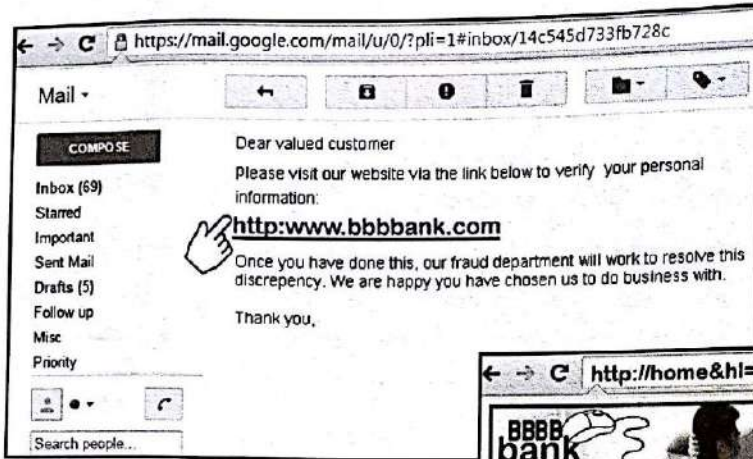 https://mail.google.com/mail/u/0/?pli=1#inbox/14c545d733fb728c
Mail
COMPOSE
Inbox (69)
Starred
Important
Sent Mail
Drafts (5)
Follow up
Misc
Priority
Search people...
Dear valued customer
Please visit our website via the link below to verify your personal
information:
http:www.bbbbank.com
Once you have done this, our fraud department will work to resolve this
discrepency. We are happy you have chosen us to do business with.
Thank you,
http://home&hl=
BBBB
bank